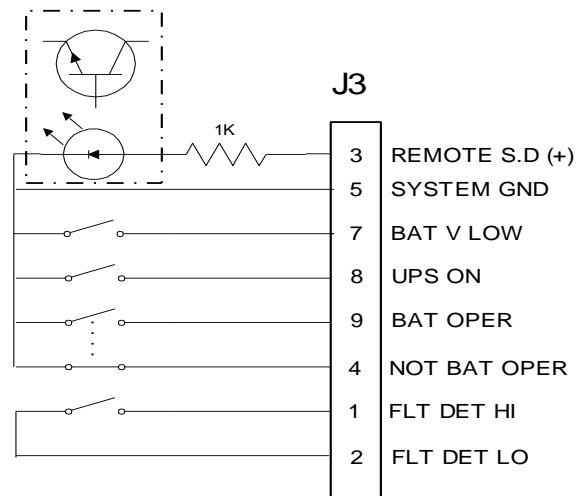 J3
1K
3 REMOTE S.D (+)
5 SYSTEM GND
7 BAT V LOW
8 UPS ON
9 BAT OPER
4 NOT BAT OPER
1 FLT DET HI
2 FLT DET LO